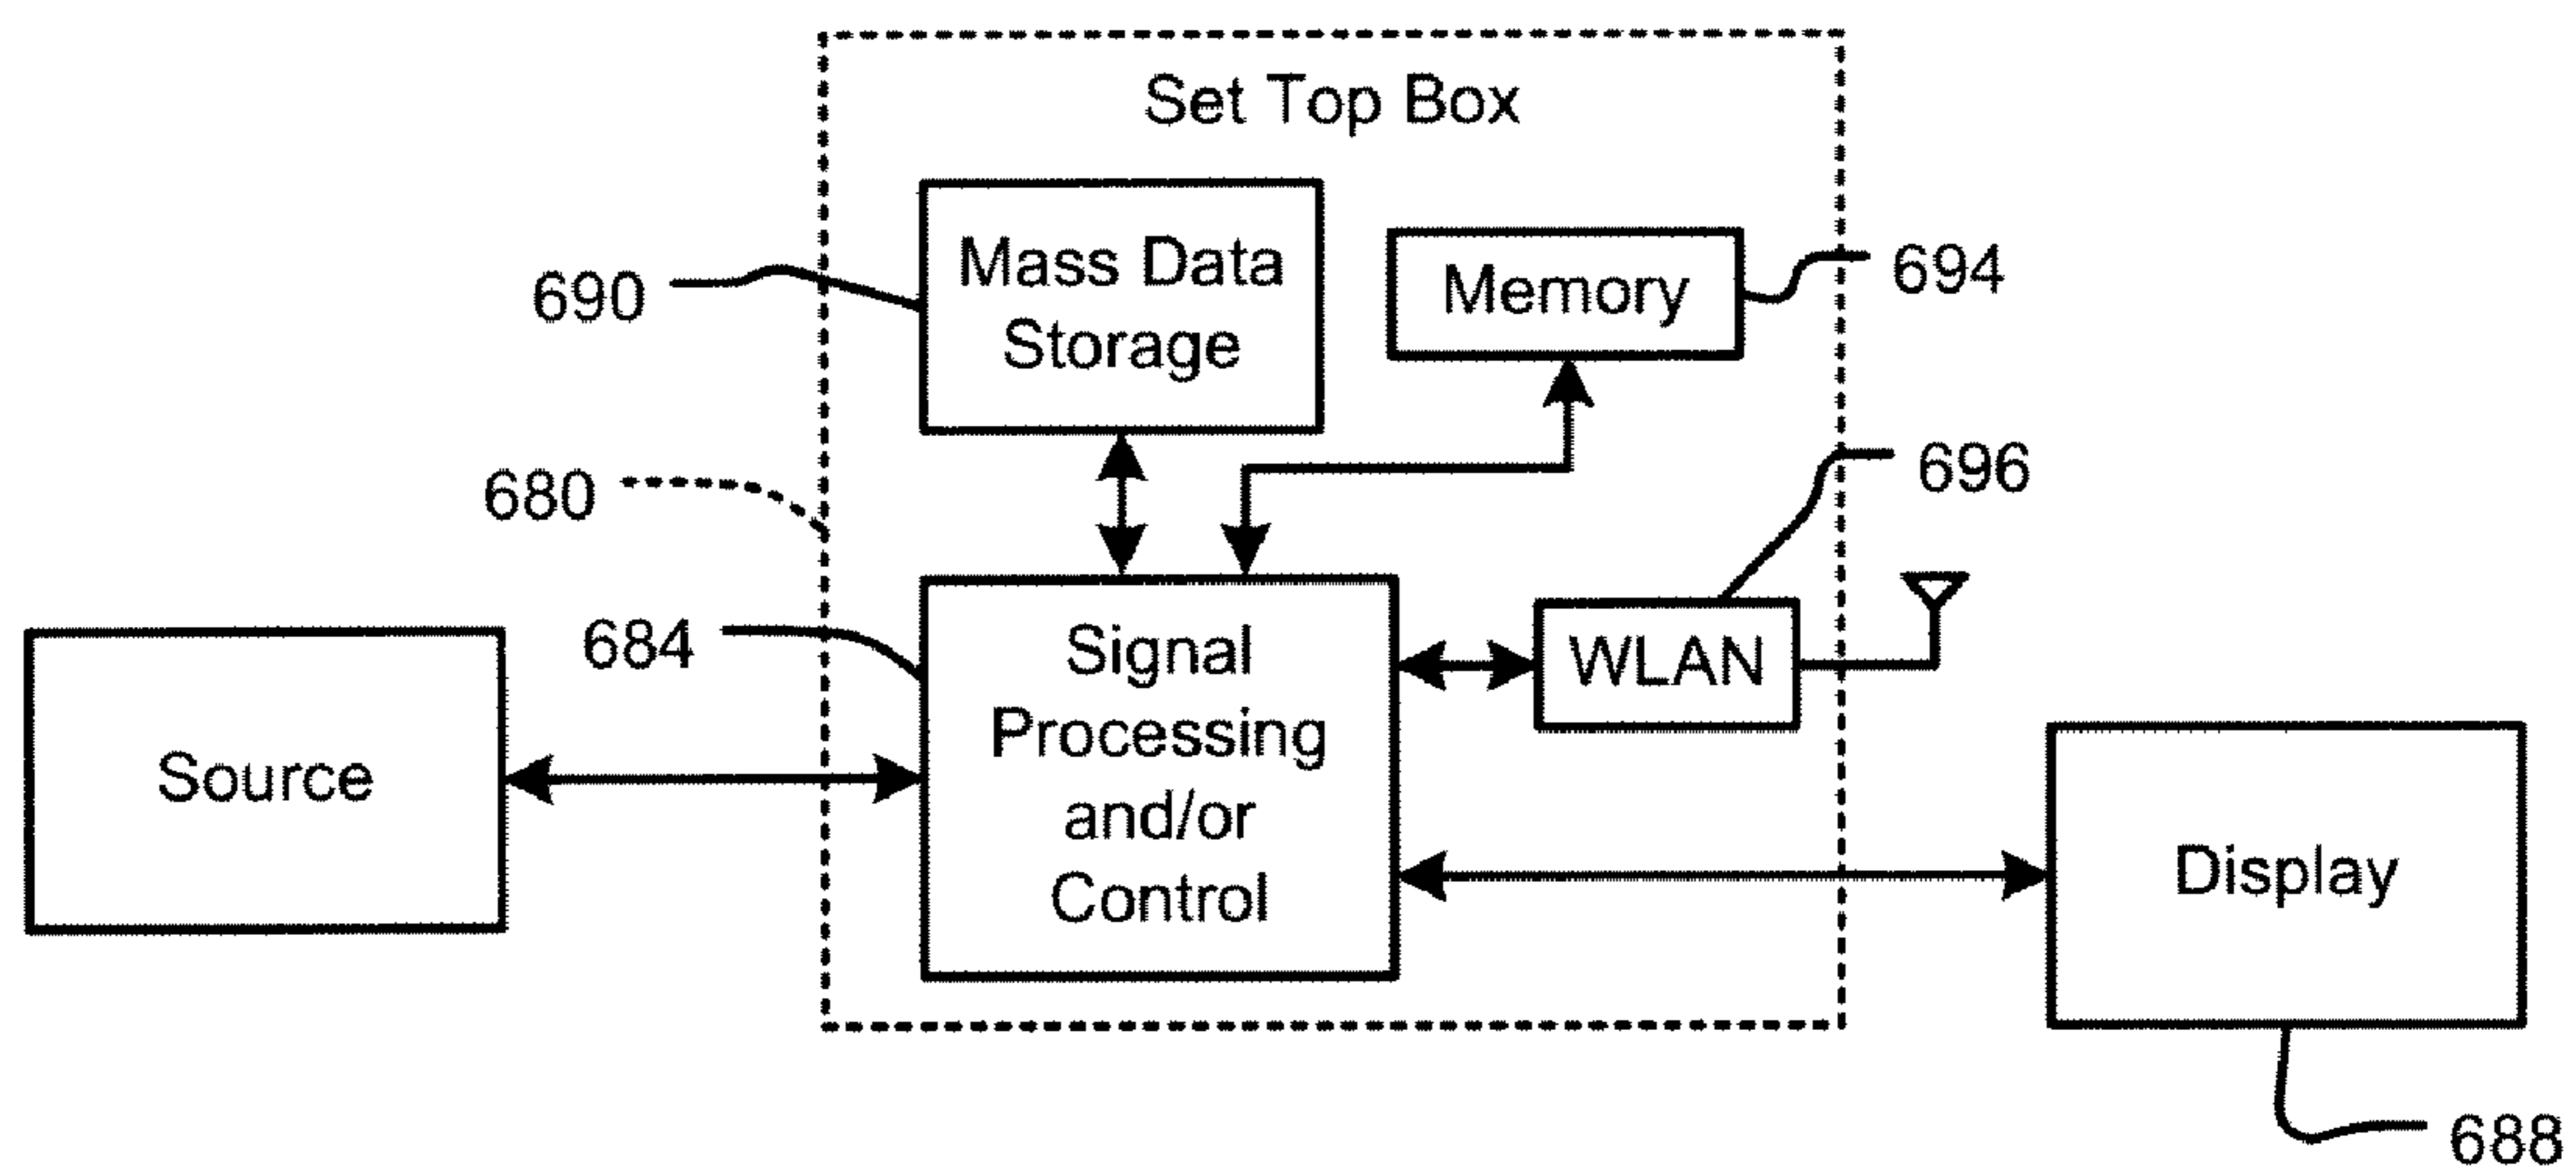 Set Top Box
Mass Data
Storage
Memory
690
694
680
696
684
Signal
Processing
and/or
Control
WLAN
Source
Display
688